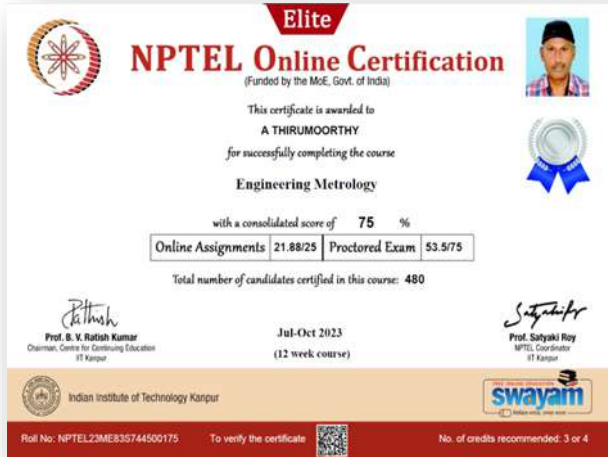 Elite
NPTEL Online Certification
(Funded by the MoE, Govt. of India)
This certificate is awarded to
A THIRUMOORTHY
for successfully completing the course
Engineering Metrology
with a consolidated score of 75 %
Online Assignments 21.88/25 Proctored Exam 53.5/75
Total number of candidates certified in this course: 480
Prof. B. V. Ratish Kumar
Chairman, Centre for Continuing Education
IIT Kanpur
Jul-Oct 2023
(12 week course)
Prof. Satyaki Roy
NPTEL Coordinator
IIT Kanpur
Indian Institute of Technology Kanpur
FREE ONLINE EDUCATION
swayam
Roll No: NPTEL23ME83S744500175 To verify the certificate No. of credits recommended: 3 or 4